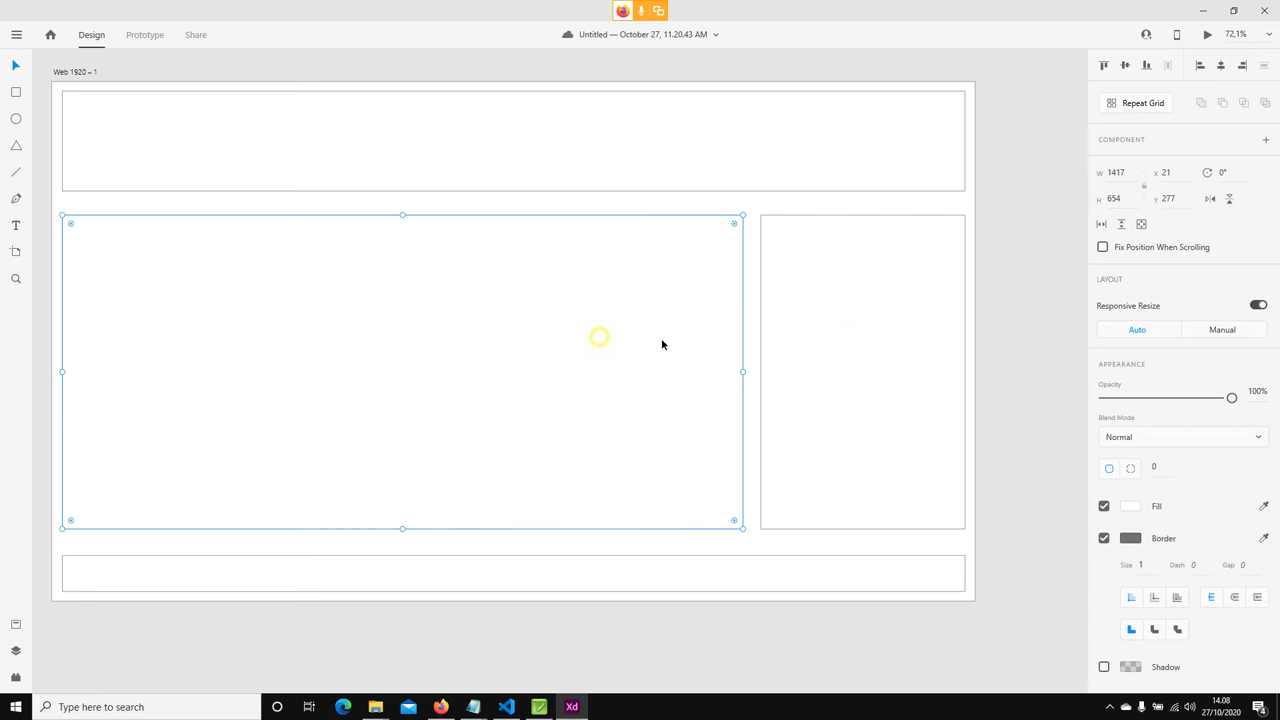 Design
Prototype
Share
Untitled — October 27, 11.20.43 AM
72,1%
Web 1920 – 1
Repeat Grid
COMPONENT
W 1417 X 21 0°
H 654 Y 277
Fix Position When Scrolling
LAYOUT
Responsive Resize
Auto Manual
APPEARANCE
Opacity
100%
Blend Mode
Normal
0
Fill
Border
Size 1 Dash 0 Gap 0
Shadow
Type here to search
Xd
14.08
27/10/2020
4